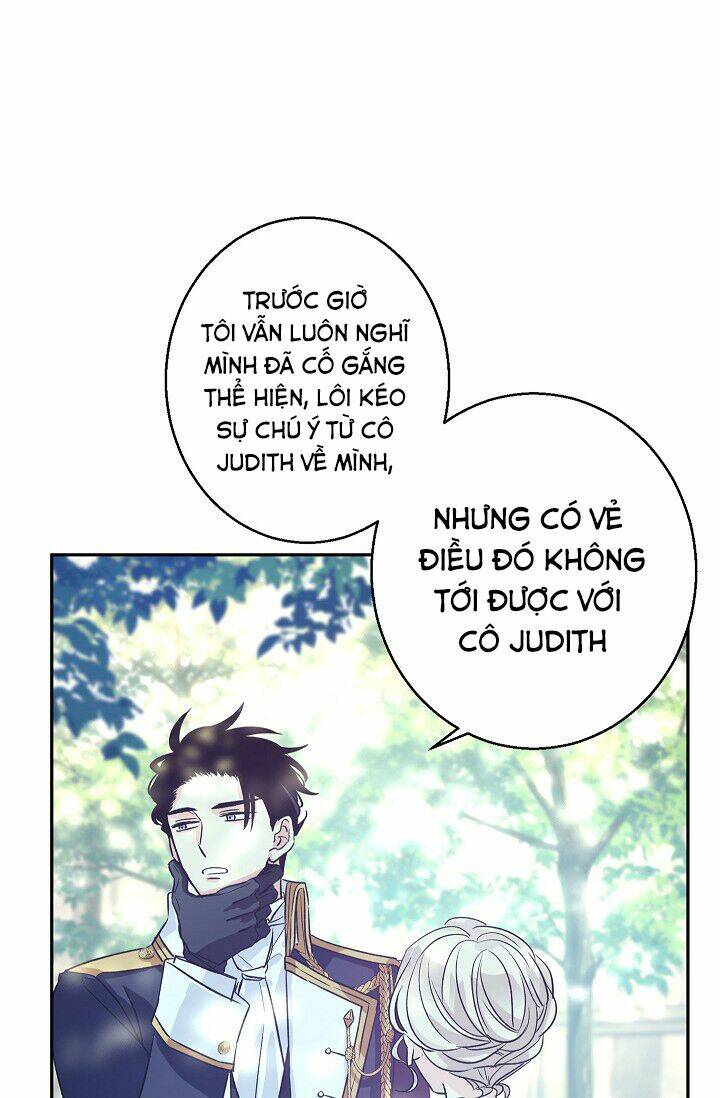 TRƯỚC GIỜ
TÔI VẪN LUÔN NGHĨ
MÌNH ĐÃ CỐ GẮNG
THỂ HIỆN, LÔI KÉO
SỰ CHÚ Ý TỪ CÔ
JUDITH VỀ MÌNH,
NHƯNG CÓ VẺ
ĐIỀU ĐÓ KHÔNG
TỚI ĐƯỢC VỚI
CÔ JUDITH